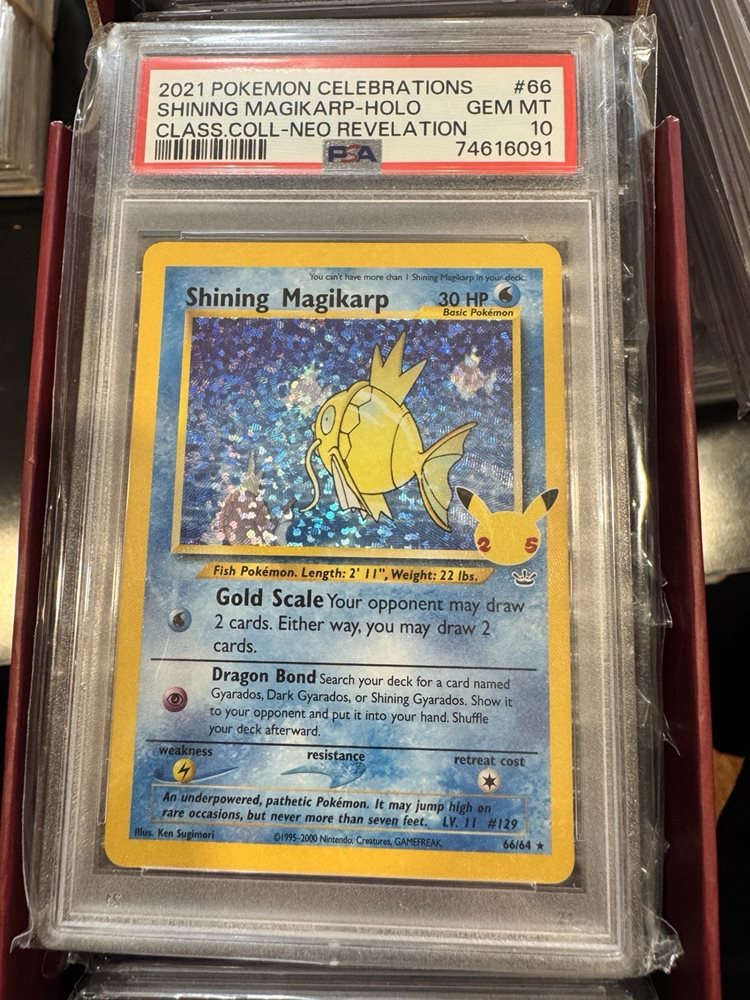 2021 POKEMON CELEBRATIONS #66
SHINING MAGIKARP-HOLO GEM MT
CLASS.COLL-NEO REVELATION 10
PSA 74616091
You can't have more than 1 Shining Magikarp in your deck.
Shining Magikarp 30 HP
Basic Pokémon
2 5
Fish Pokémon. Length: 2' 11", Weight: 22 lbs.
Gold Scale Your opponent may draw
2 cards. Either way, you may draw 2
cards.
Dragon Bond Search your deck for a card named
Gyarados, Dark Gyarados, or Shining Gyarados. Show it
to your opponent and put it into your hand. Shuffle
your deck afterward.
weakness resistance retreat cost
An underpowered, pathetic Pokémon. It may jump high on
rare occasions, but never more than seven feet. LV. 11 #129
Illus. Ken Sugimori ©1995-2000 Nintendo, Creatures, GAMEFREAK. 66/64 ★